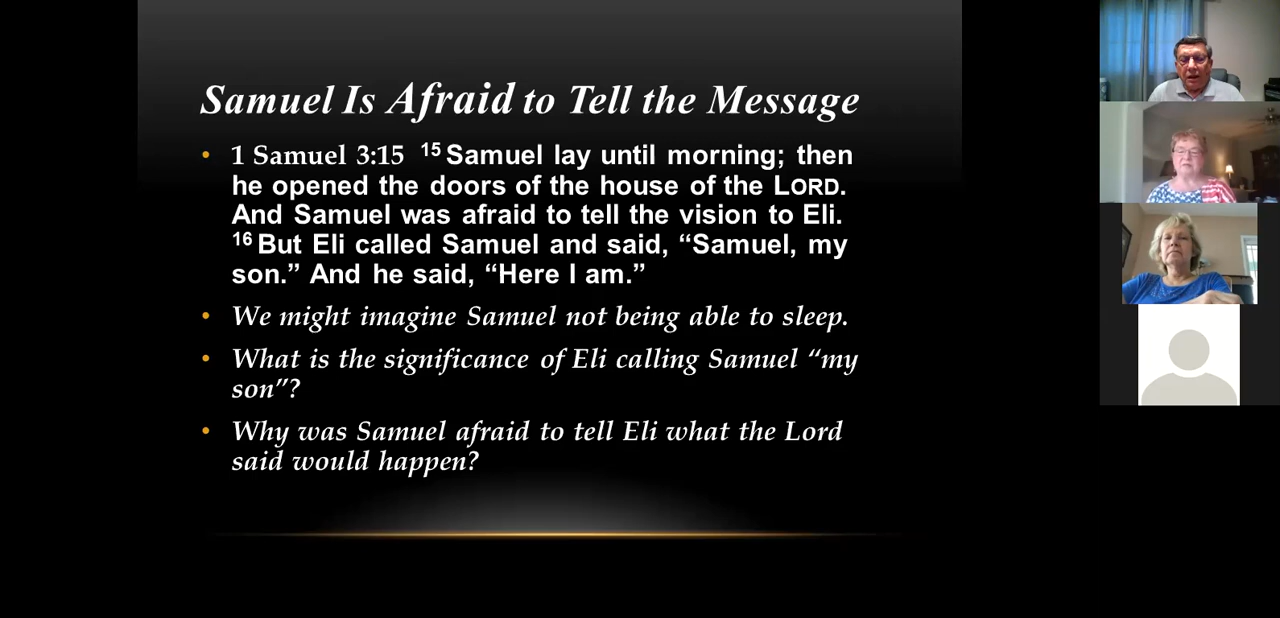 Samuel Is Afraid to Tell the Message
• 1 Samuel 3:15 15 Samuel lay until morning; then
he opened the doors of the house of the LORD.
And Samuel was afraid to tell the vision to Eli.
16 But Eli called Samuel and said, “Samuel, my
son.” And he said, “Here I am.”
• We might imagine Samuel not being able to sleep.
• What is the significance of Eli calling Samuel “my
son”?
• Why was Samuel afraid to tell Eli what the Lord
said would happen?